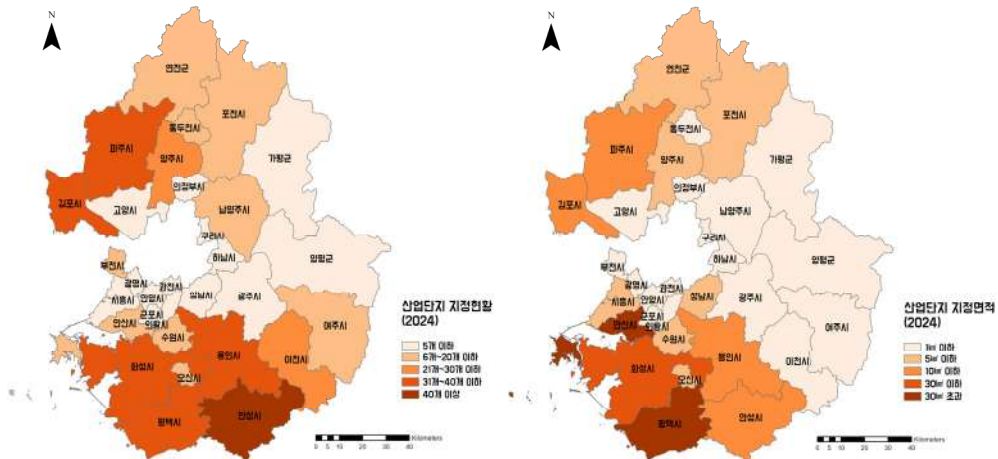 N
연천군
포천시
동두천시
파주시
양주시
가평군
의정부시
김포시
고양시
남양주시
구리시
하남시
양평군
부천시
광명시
과천시
시흥시
안양시
성남시
광주시
군포시
의왕시
안산시
수원시
여주시
용인시
이천시
화성시
오산시
평택시
안성시
산업단지 지정현황
(2024)
5개 이하
6개~20개 이하
21개~30개 이하
31개~40개 이하
40개 이상
0 5 10 20 30 40 Kilometers
N
연천군
포천시
동두천시
파주시
양주시
가평군
의정부시
김포시
고양시
남양주시
구리시
하남시
양평군
부천시
광명시
과천시
시흥시
안양시
성남시
광주시
군포시
의왕시
안산시
수원시
여주시
용인시
이천시
화성시
오산시
평택시
안성시
산업단지 지정면적
(2024)
1㎢ 이하
5㎢ 이하
10㎢ 이하
30㎢ 이하
30㎢ 초과
0 5 10 20 30 40 Kilometers